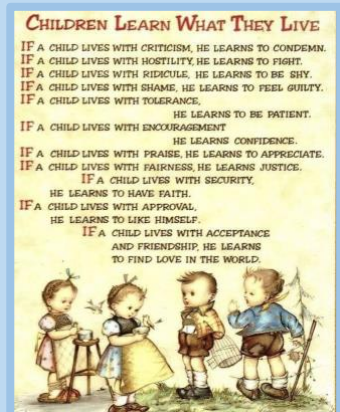 CHILDREN LEARN WHAT THEY LIVE
IF A CHILD LIVES WITH CRITICISM, HE LEARNS TO CONDEMN.
IF A CHILD LIVES WITH HOSTILITY, HE LEARNS TO FIGHT.
IF A CHILD LIVES WITH RIDICULE, HE LEARNS TO BE SHY.
IF A CHILD LIVES WITH SHAME, HE LEARNS TO FEEL GUILTY.
IF A CHILD LIVES WITH TOLERANCE,
HE LEARNS TO BE PATIENT.
IF A CHILD LIVES WITH ENCOURAGEMENT
HE LEARNS CONFIDENCE.
IF A CHILD LIVES WITH PRAISE, HE LEARNS TO APPRECIATE.
IF A CHILD LIVES WITH FAIRNESS, HE LEARNS JUSTICE.
IF A CHILD LIVES WITH SECURITY,
HE LEARNS TO HAVE FAITH.
IF A CHILD LIVES WITH APPROVAL,
HE LEARNS TO LIKE HIMSELF.
IF A CHILD LIVES WITH ACCEPTANCE
AND FRIENDSHIP, HE LEARNS
TO FIND LOVE IN THE WORLD.